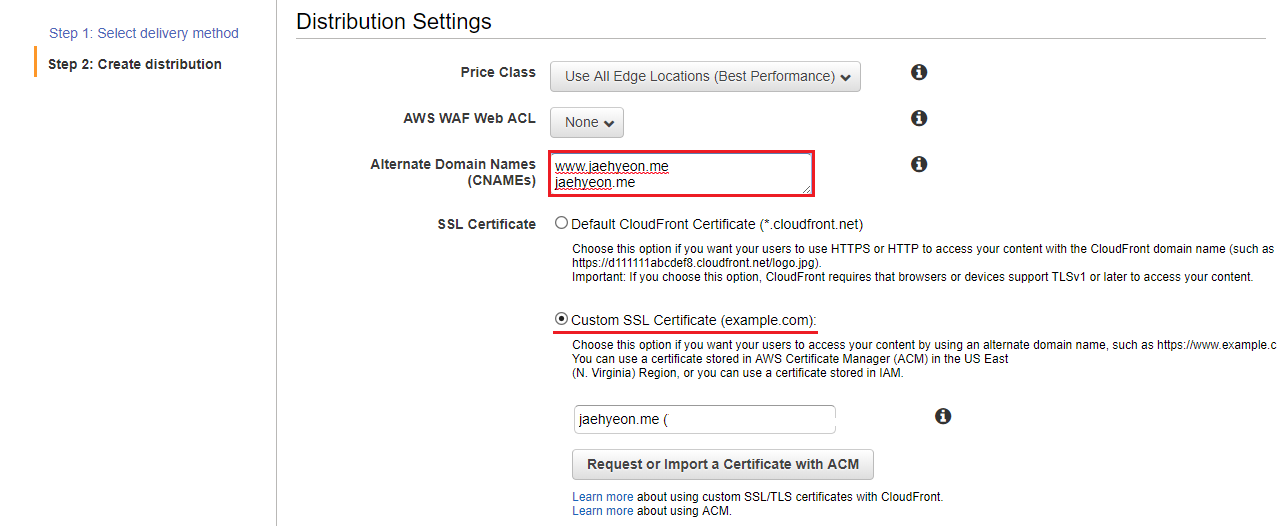 Distribution Settings
Step 1: Select delivery method
Step 2: Create distribution
Price Class
Use All Edge Locations (Best Performance)
AWS WAF Web ACL
None
Alternate Domain Names
(CNAMEs)
www.jaehyeon.me
jaehyeon.me
SSL Certificate
Default CloudFront Certificate (*.cloudfront.net)
Choose this option if you want your users to use HTTPS or HTTP to access your content with the CloudFront domain name (such as
https://d111111abcdef8.cloudfront.net/logo.jpg).
Important: If you choose this option, CloudFront requires that browsers or devices support TLSv1 or later to access your content.
Custom SSL Certificate (example.com):
Choose this option if you want your users to access your content by using an alternate domain name, such as https://www.example.c
You can use a certificate stored in AWS Certificate Manager (ACM) in the US East
(N. Virginia) Region, or you can use a certificate stored in IAM.
jaehyeon.me (
Request or Import a Certificate with ACM
Learn more about using custom SSL/TLS certificates with CloudFront.
Learn more about using ACM.